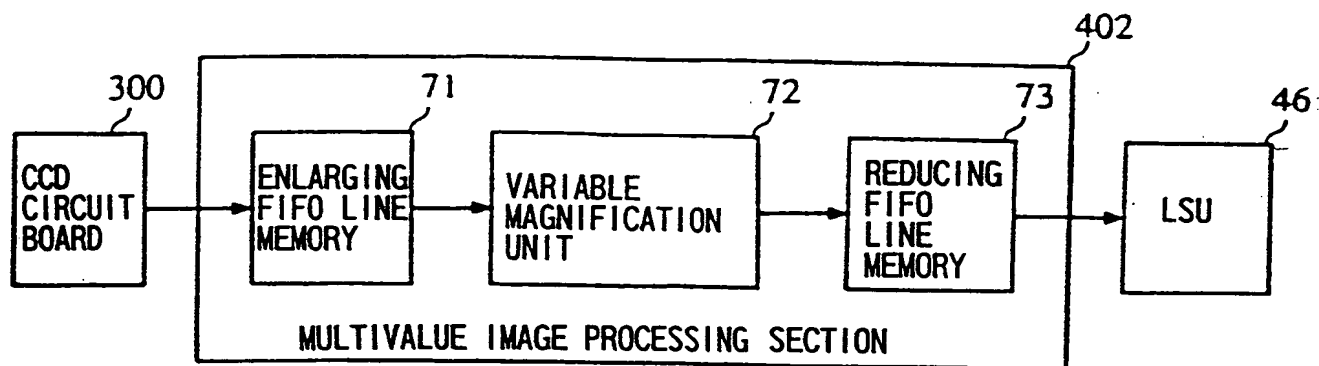 402
300
71
72
73
46
CCD
CIRCUIT
BOARD
ENLARGING
FIFO LINE
MEMORY
VARIABLE
MAGNIFICATION
UNIT
REDUCING
FIFO
LINE
MEMORY
LSU
MULTIVALUE IMAGE PROCESSING SECTION